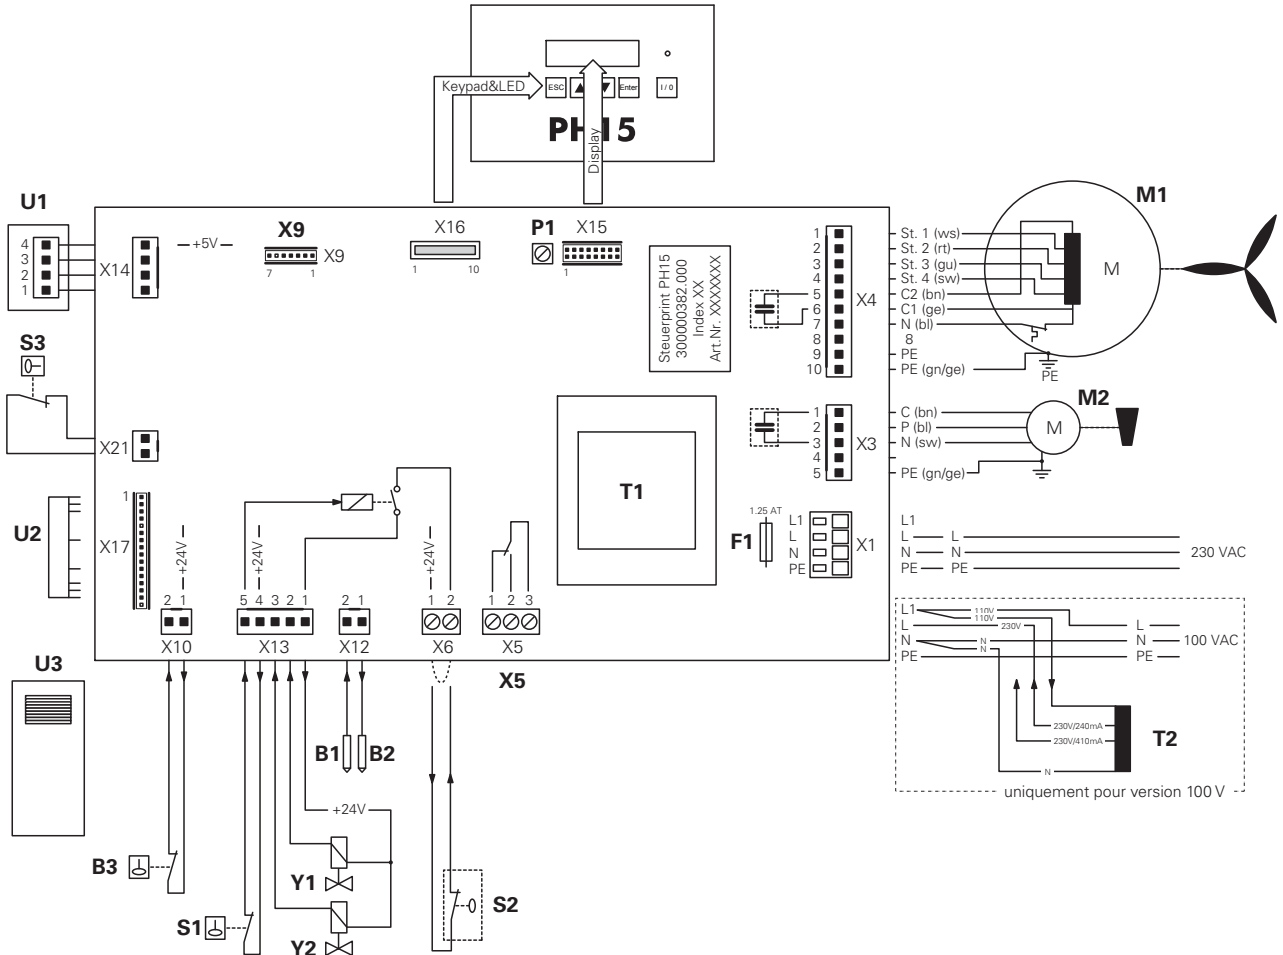 Keypad&LED
ESC
Enter
I / 0
PH15
Display
U1
4
3
2
1
X14
+5V
X9
X9
7 1
X16
1 10
P1
X15
1
Steuerprint PH15
300000382.000
Index XX
Art.Nr. XXXXXXX
1
2
3
4
5
6
7
8
9
10
X4
St. 1 (ws)
St. 2 (rt)
St. 3 (gu)
St. 4 (sw)
C2 (bn)
C1 (ge)
N (bl)
8
PE
PE (gn/ge)
M
PE
M1
S3
X21
1
2
3
4
5
X3
C (bn)
P (bl)
N (sw)
PE (gn/ge)
M
M2
T1
U2
1
X17
+24V
2 1
X10
+24V
5 4 3 2 1
X13
2 1
X12
+24V
1 2
X6
1 2 3
X5
X5
1.25 AT
F1
L1
L
N
PE
X1
L1
L L
N N 230 VAC
PE PE
L1 110V
110V
L 230V L
N N N 100 VAC
N
PE PE
230V/240mA
230V/410mA
N
T2
uniquement pour version 100 V
U3
B1 B2
+24V
B3
Y1
S1
Y2
S2